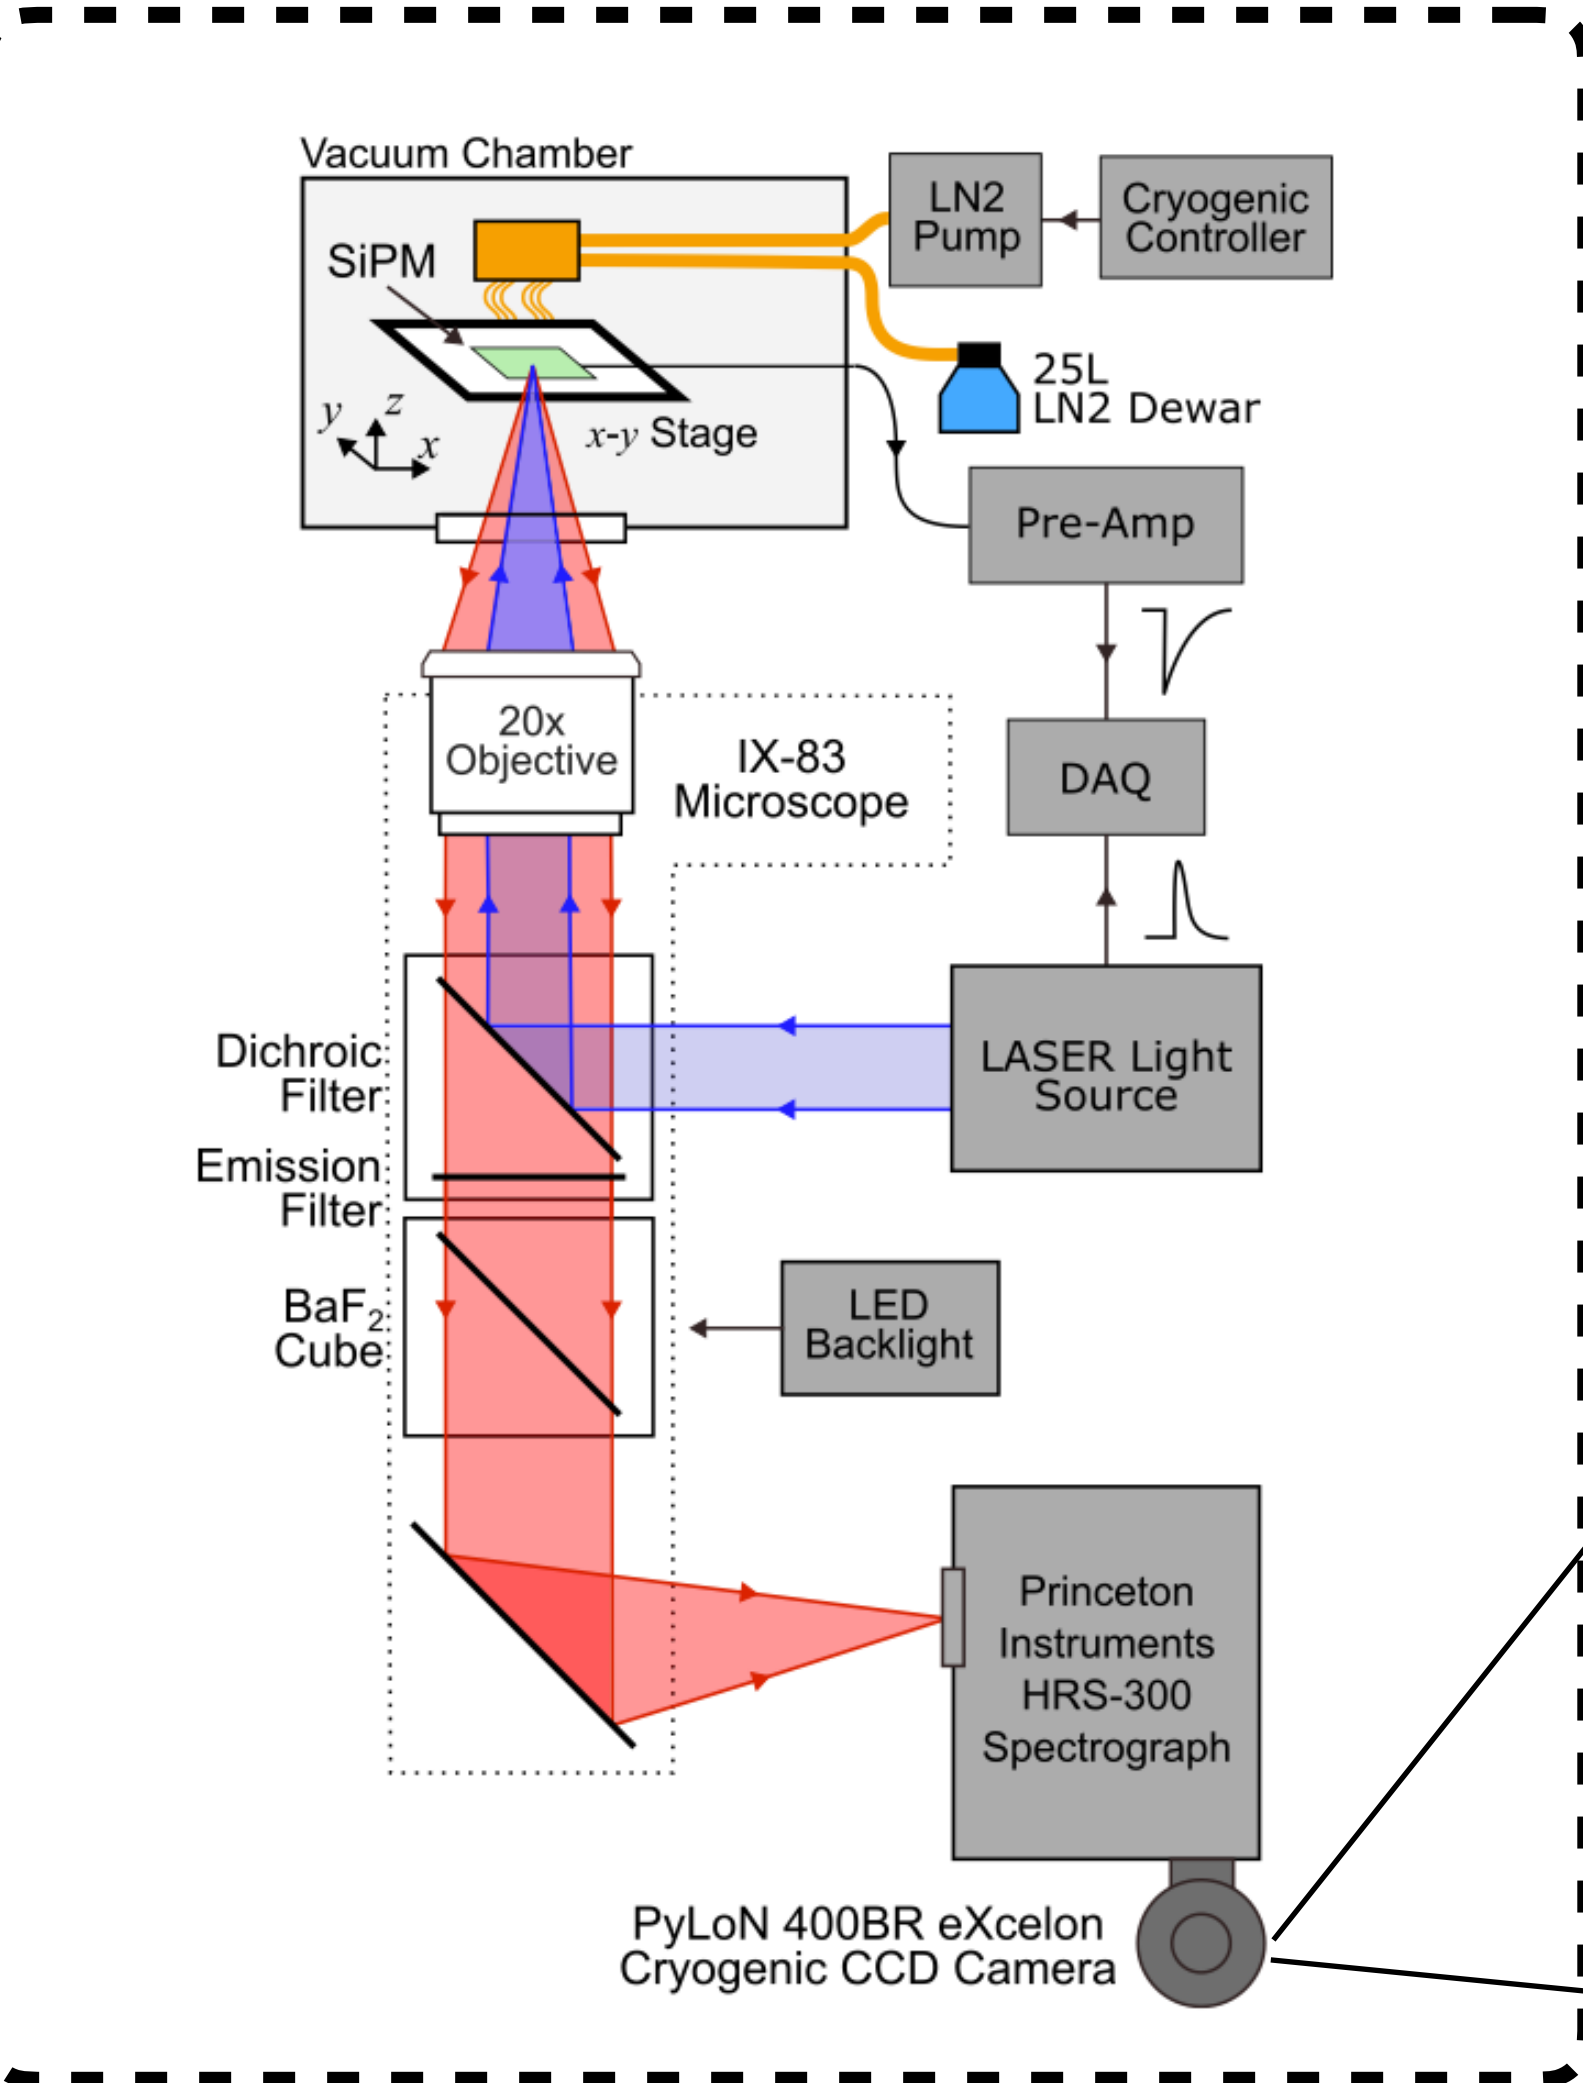 Vacuum Chamber
LN2
Pump
Cryogenic
Controller
SiPM
25L
LN2 Dewar
y
z
x
x-y Stage
Pre-Amp
20x
Objective
IX-83
Microscope
DAQ
Dichroic
Filter
LASER Light
Source
Emission
Filter
BaF2
Cube
LED
Backlight
Princeton
Instruments
HRS-300
Spectrograph
PyLoN 400BR eXcelon
Cryogenic CCD Camera